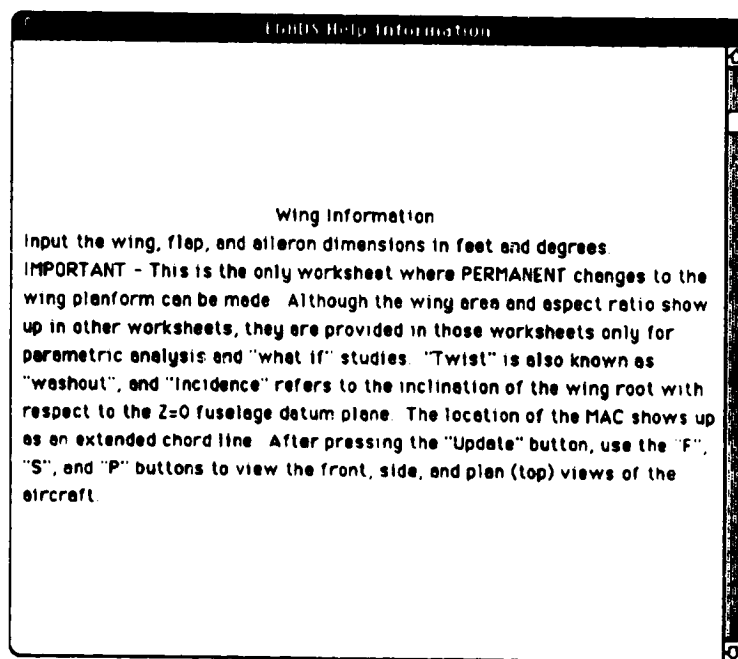 Help Information
Wing Information
Input the wing, flap, and aileron dimensions in feet and degrees.
IMPORTANT - This is the only worksheet where PERMANENT changes to the
wing planform can be made. Although the wing area and aspect ratio show
up in other worksheets, they are provided in those worksheets only for
parametric analysis and "what if" studies. "Twist" is also known as
"washout", and "Incidence" refers to the inclination of the wing root with
respect to the Z=0 fuselage datum plane. The location of the MAC shows up
as an extended chord line. After pressing the "Update" button, use the "F",
"S", and "P" buttons to view the front, side, and plan (top) views of the
aircraft.